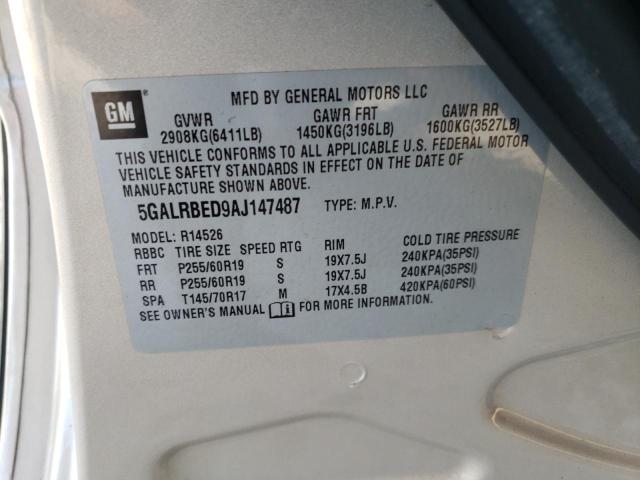 GM
MFD BY GENERAL MOTORS LLC
GVWR GAWR FRT GAWR RR
2908KG(6411LB) 1450KG(3196LB) 1600KG(3527LB)
THIS VEHICLE CONFORMS TO ALL APPLICABLE U.S. FEDERAL MOTOR
VEHICLE SAFETY STANDARDS IN EFFECT ON THE DATE OF
MANUFACTURE SHOWN ABOVE.
5GALRBED9AJ147487 TYPE: M.P.V.
MODEL: R14526
RBBC TIRE SIZE SPEED RTG RIM COLD TIRE PRESSURE
FRT P255/60R19 S 19X7.5J 240KPA(35PSI)
RR P255/60R19 S 19X7.5J 240KPA(35PSI)
SPA T145/70R17 M 17X4.5B 420KPA(60PSI)
SEE OWNER'S MANUAL FOR MORE INFORMATION.